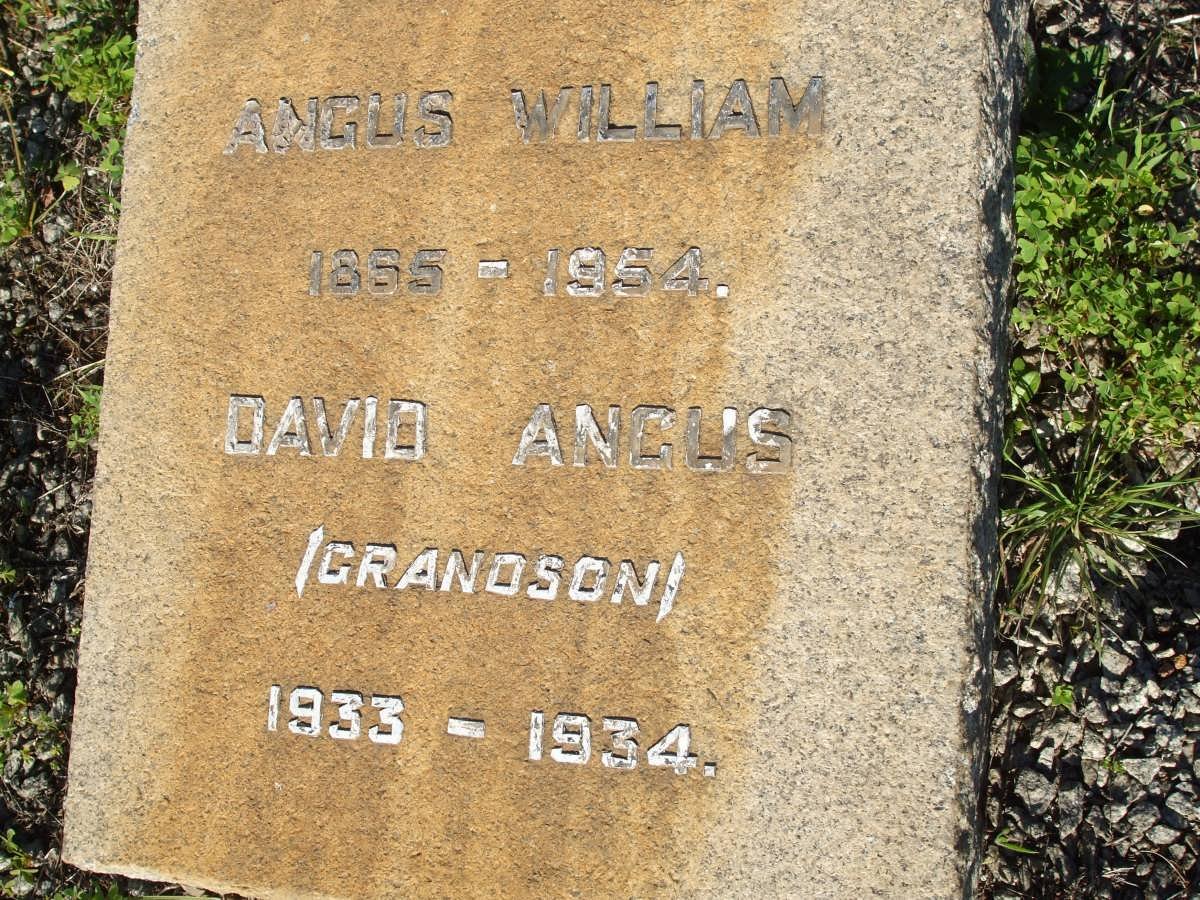 ANGUS WILLIAM
1865 - 1954.
DAVID ANGUS
(GRANDSON)
1933 - 1934.